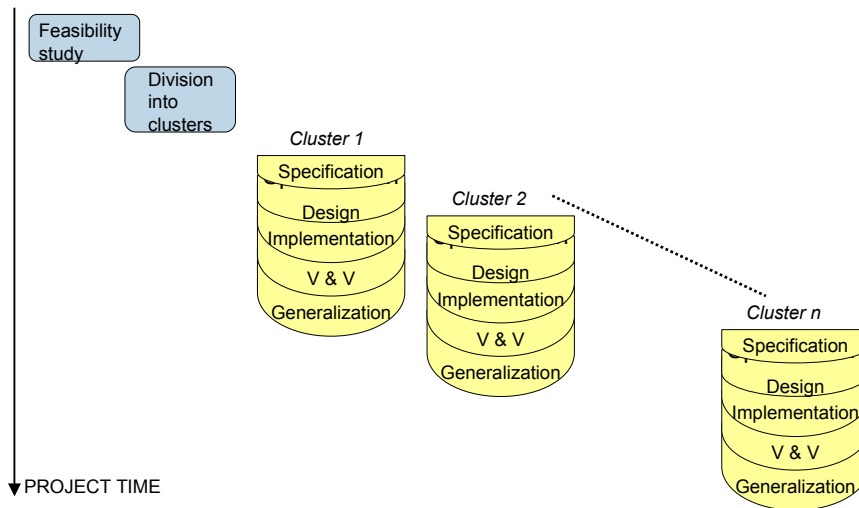 Feasibility
study
Division
into
clusters
Cluster 1
Specification
Design
Implementation
V & V
Generalization
Cluster 2
Specification
Design
Implementation
V & V
Generalization
Cluster n
Specification
Design
Implementation
V & V
Generalization
PROJECT TIME